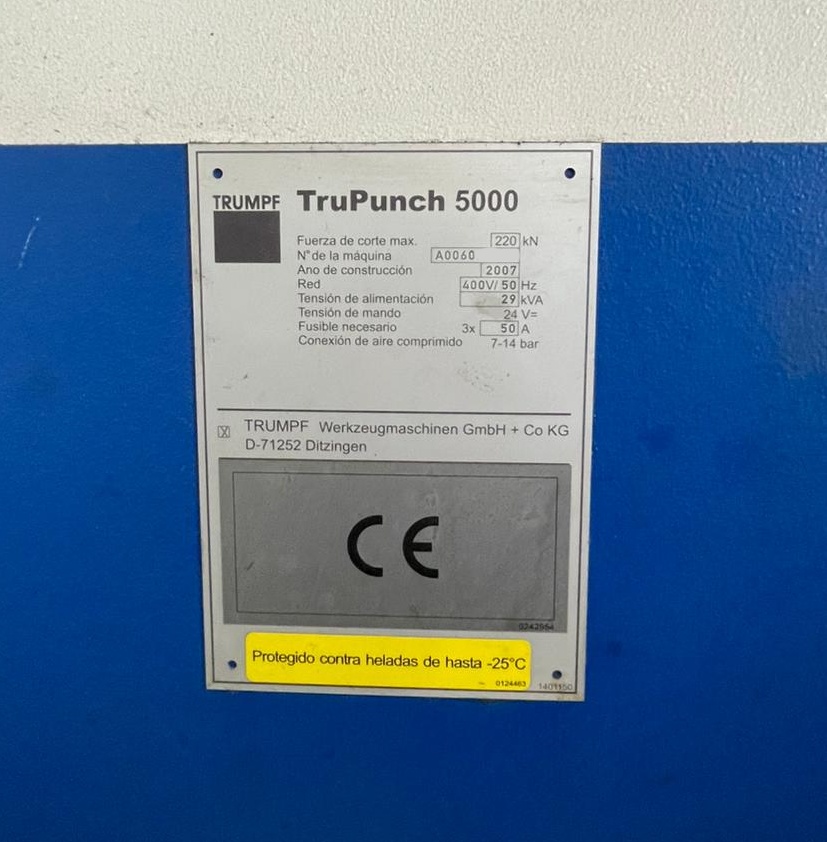 TRUMPF TruPunch 5000
Fuerza de corte max. 220 kN
N° de la máquina A0060
Ano de construcción 2007
Red 400V/ 50 Hz
Tensión de alimentación 29 kVA
Tensión de mando 24 V=
Fusible necesario 3x 50 A
Conexión de aire comprimido 7-14 bar
X TRUMPF Werkzeugmaschinen GmbH + Co KG
D-71252 Ditzingen
CE
0242954
Protegido contra heladas de hasta -25°C
0124463
1401150